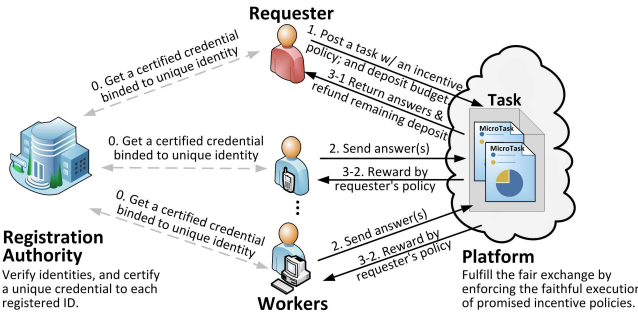 Requester
0. Get a certified credential
binded to unique identity
1. Post a task w/ an incentive
policy; and deposit budget
3-1 Return answers &
refund remaining deposit
Task
MicroTask
MicroTask
0. Get a certified credential
binded to unique identity
2. Send answer(s)
3-2. Reward by
requester's policy
0. Get a certified credential
binded to unique identity
2. Send answer(s)
3-2. Reward by
requester's policy
Registration
Authority
Verify identities, and certify
a unique credential to each
registered ID.
Workers
Platform
Fulfill the fair exchange by
enforcing the faithful execution
of promised incentive policies.